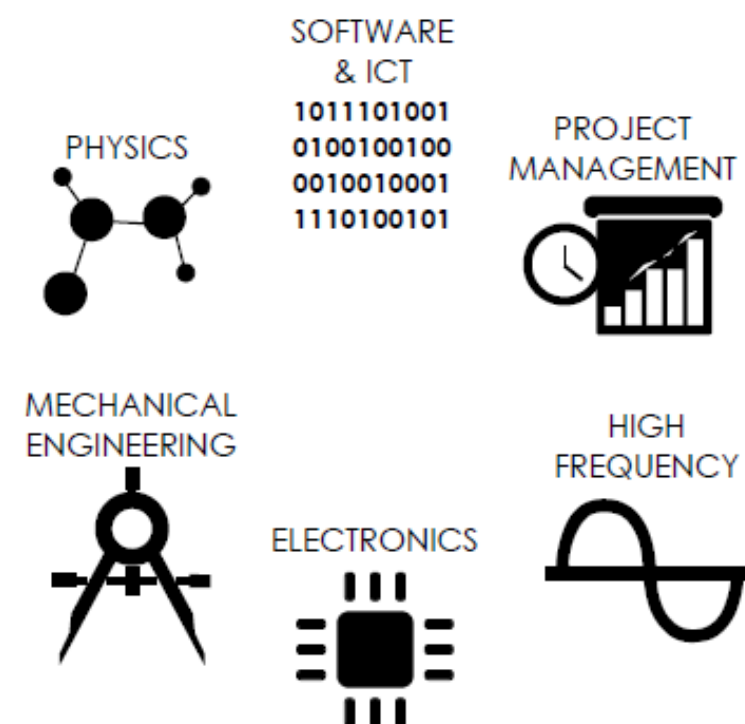 SOFTWARE
& ICT
1011101001
0100100100
0010010001
1110100101
PHYSICS
PROJECT
MANAGEMENT
MECHANICAL
ENGINEERING
HIGH
FREQUENCY
ELECTRONICS